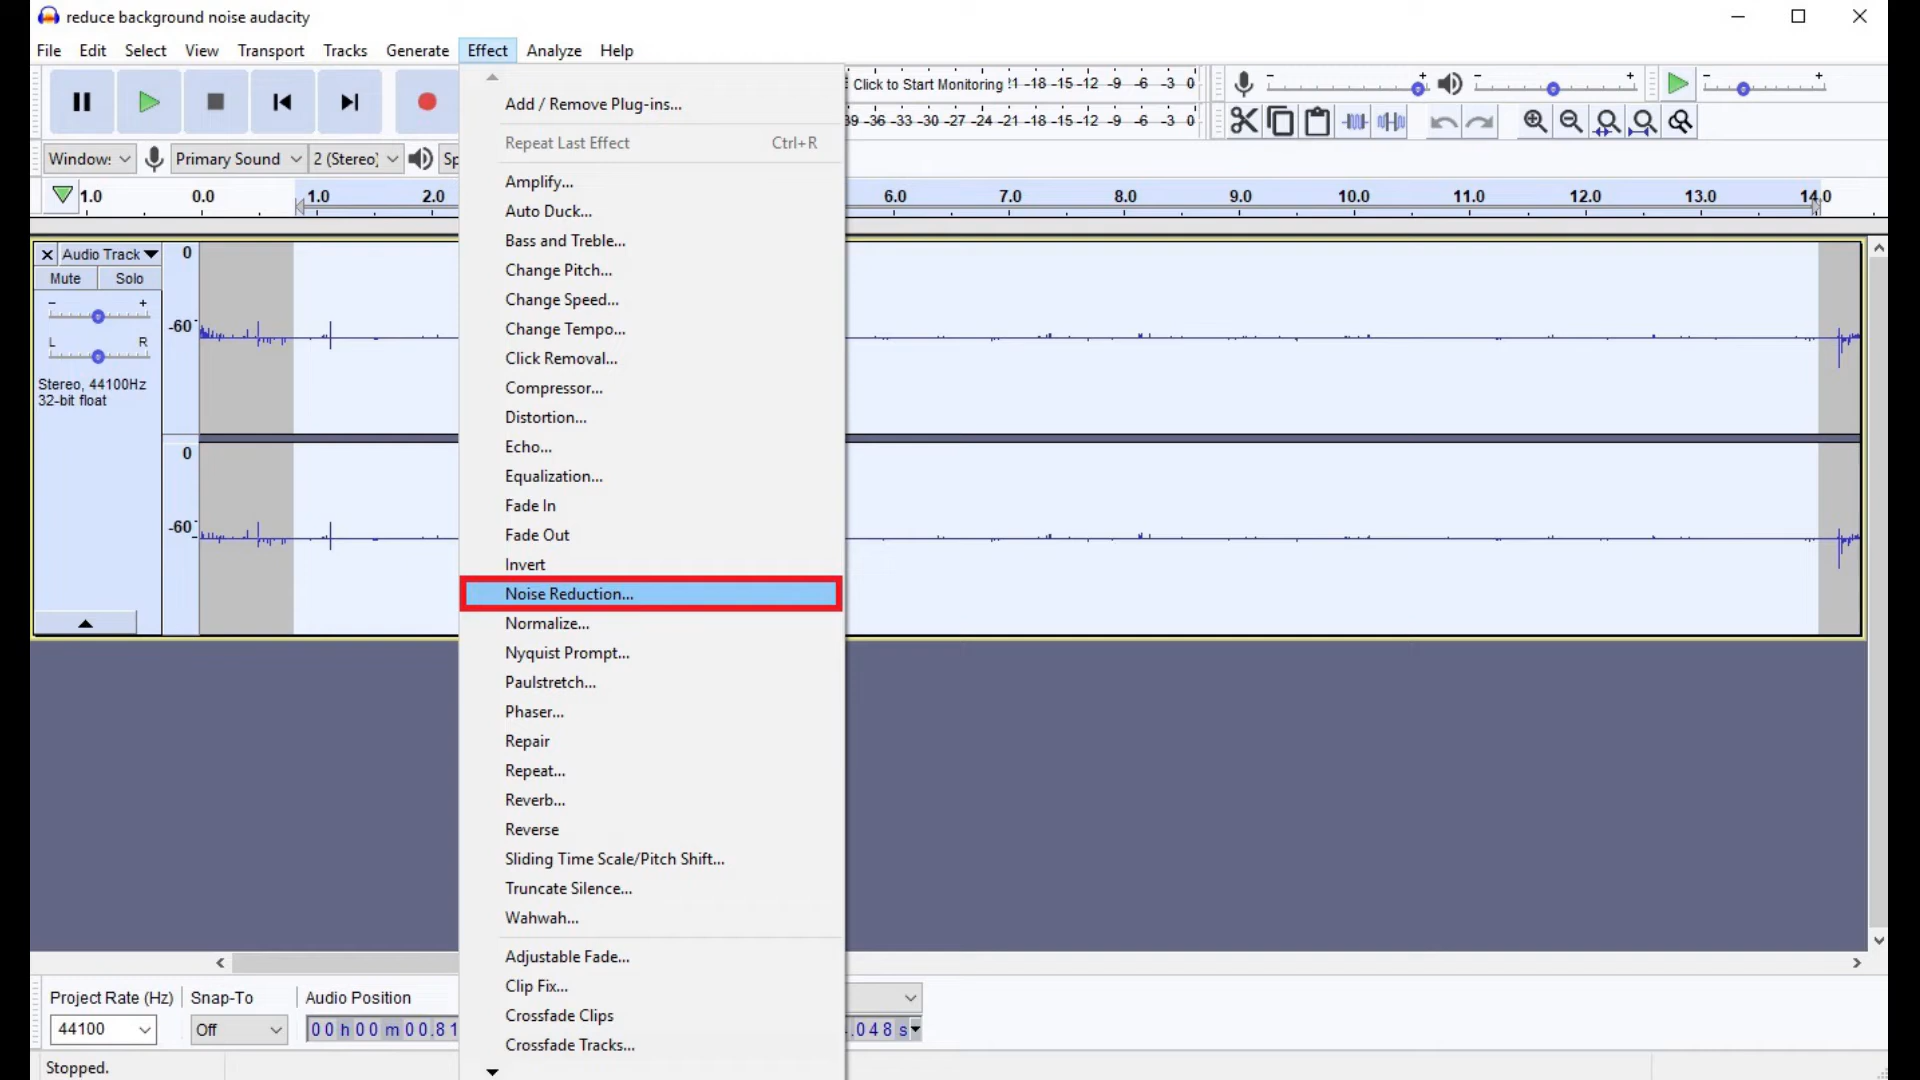 reduce background noise audacity
File Edit Select View Transport Tracks Generate Effect Analyze Help
Click to Start Monitoring -18 -15 -12 -9 -6 -3 0
-36 -33 -30 -27 -24 -21 -18 -15 -12 -9 -6 -3 0
Primary Sound 2 (Stereo) Sp
1.0 0.0 1.0 2.0 6.0 7.0 8.0 9.0 10.0 11.0 12.0 13.0 14.0
Audio Track
Mute Solo
L R
Stereo, 44100Hz
32-bit float
0
-60
0
-60
Add / Remove Plug-ins...
Repeat Last Effect Ctrl+R
Amplify...
Auto Duck...
Bass and Treble...
Change Pitch...
Change Speed...
Change Tempo...
Click Removal...
Compressor...
Distortion...
Echo...
Equalization...
Fade In
Fade Out
Invert
Noise Reduction...
Normalize...
Nyquist Prompt...
Paulstretch...
Phaser...
Repair
Repeat...
Reverb...
Reverse
Sliding Time Scale/Pitch Shift...
Truncate Silence...
Wahwah...
Adjustable Fade...
Clip Fix...
Crossfade Clips
Crossfade Tracks...
Project Rate (Hz) Snap-To Audio Position
44100 Off 00 h 00 m 00.81 .048 s
Stopped.